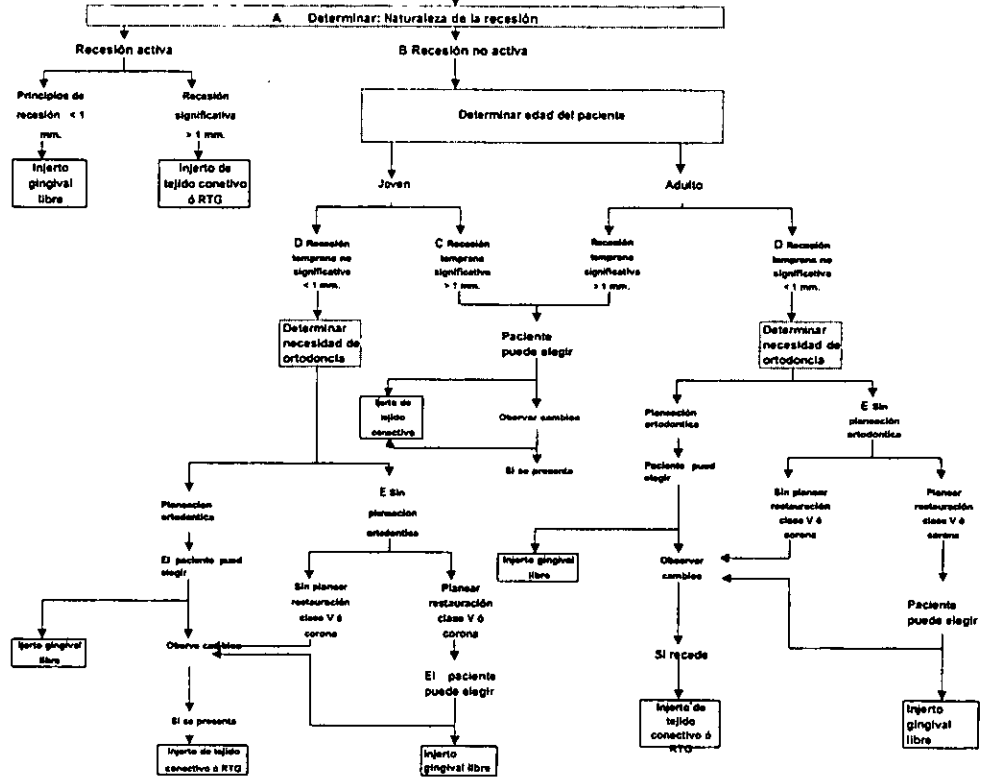 A Determinar: Naturaleza de la recesión
Recesión activa
B Recesión no activa
Principios de
recesión < 1
mm.
Recesión
significativa
> 1 mm.
Injerto
gingival
libre
Injerto de
tejido conetivo
ó RTG
Determinar edad del paciente
Joven
Adulto
D Recesión
temprana no
significativa
< 1 mm.
C Recesión
temprana
significativa
> 1 mm.
Recesión
temprana
significativa
> 1 mm.
D Recesión
temprana no
significativa
< 1 mm.
Determinar
necesidad de
ortodoncia
Paciente
puede elegir
Determinar
necesidad de
ortodoncia
Ijerto de
tejido
conectivo
Observar cambios
Si se presenta
Planeación
ortodontica
Paciente pued
elegir
E Sin
planeación
ortodontica
Sin planear
restauración
clase V ó
corona
Planear
restauración
clase V ó
corona
Injerto gingival
libre
Observar
cambios
Paciente
puede elegir
Si recede
Injerto de
tejido
conectivo ó
RTG
Injerto
gingival
libre
Planeacion
ortodontica
E Sin
planeacion
ortodontica
El paciente pued
elegir
Sin planear
restauración
clase V ó
corona
Planear
restauración
clase V ó
corona
Ijerto gingival
libre
Observe cambios
El paciente
puede elegir
Si se presenta
Injerto de tejido
conectivo ó RTG
Injerto
gingival libre